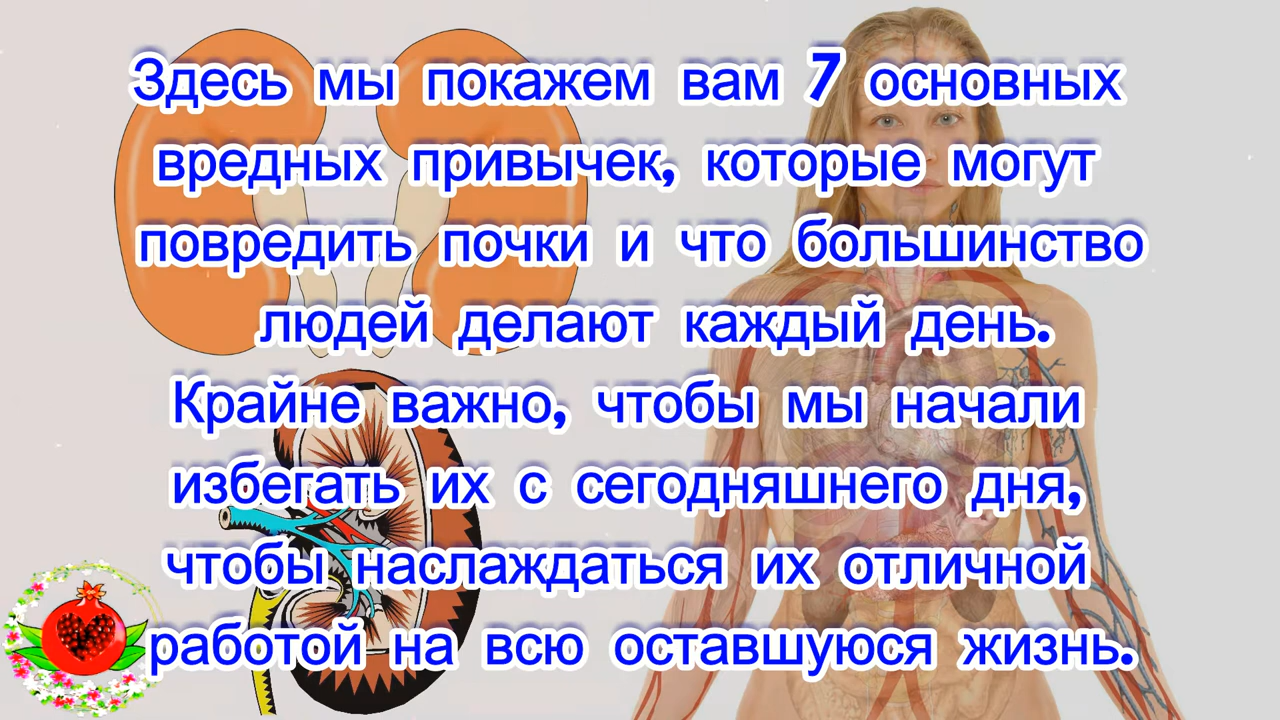 Здесь мы покажем вам 7 основных
вредных привычек, которые могут
повредить почки и что большинство
людей делают каждый день.
Крайне важно, чтобы мы начали
избегать их с сегодняшнего дня,
чтобы наслаждаться их отличной
работой на всю оставшуюся жизнь.